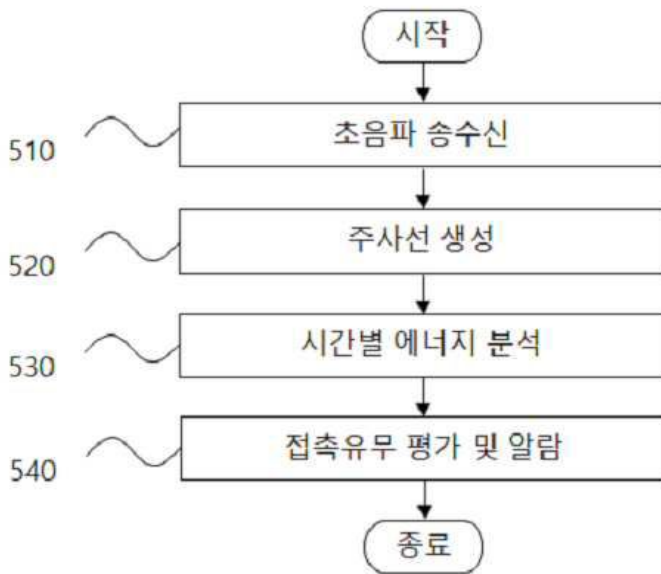 시작
510 초음파 송수신
520 주사선 생성
530 시간별 에너지 분석
540 접촉유무 평가 및 알람
종료